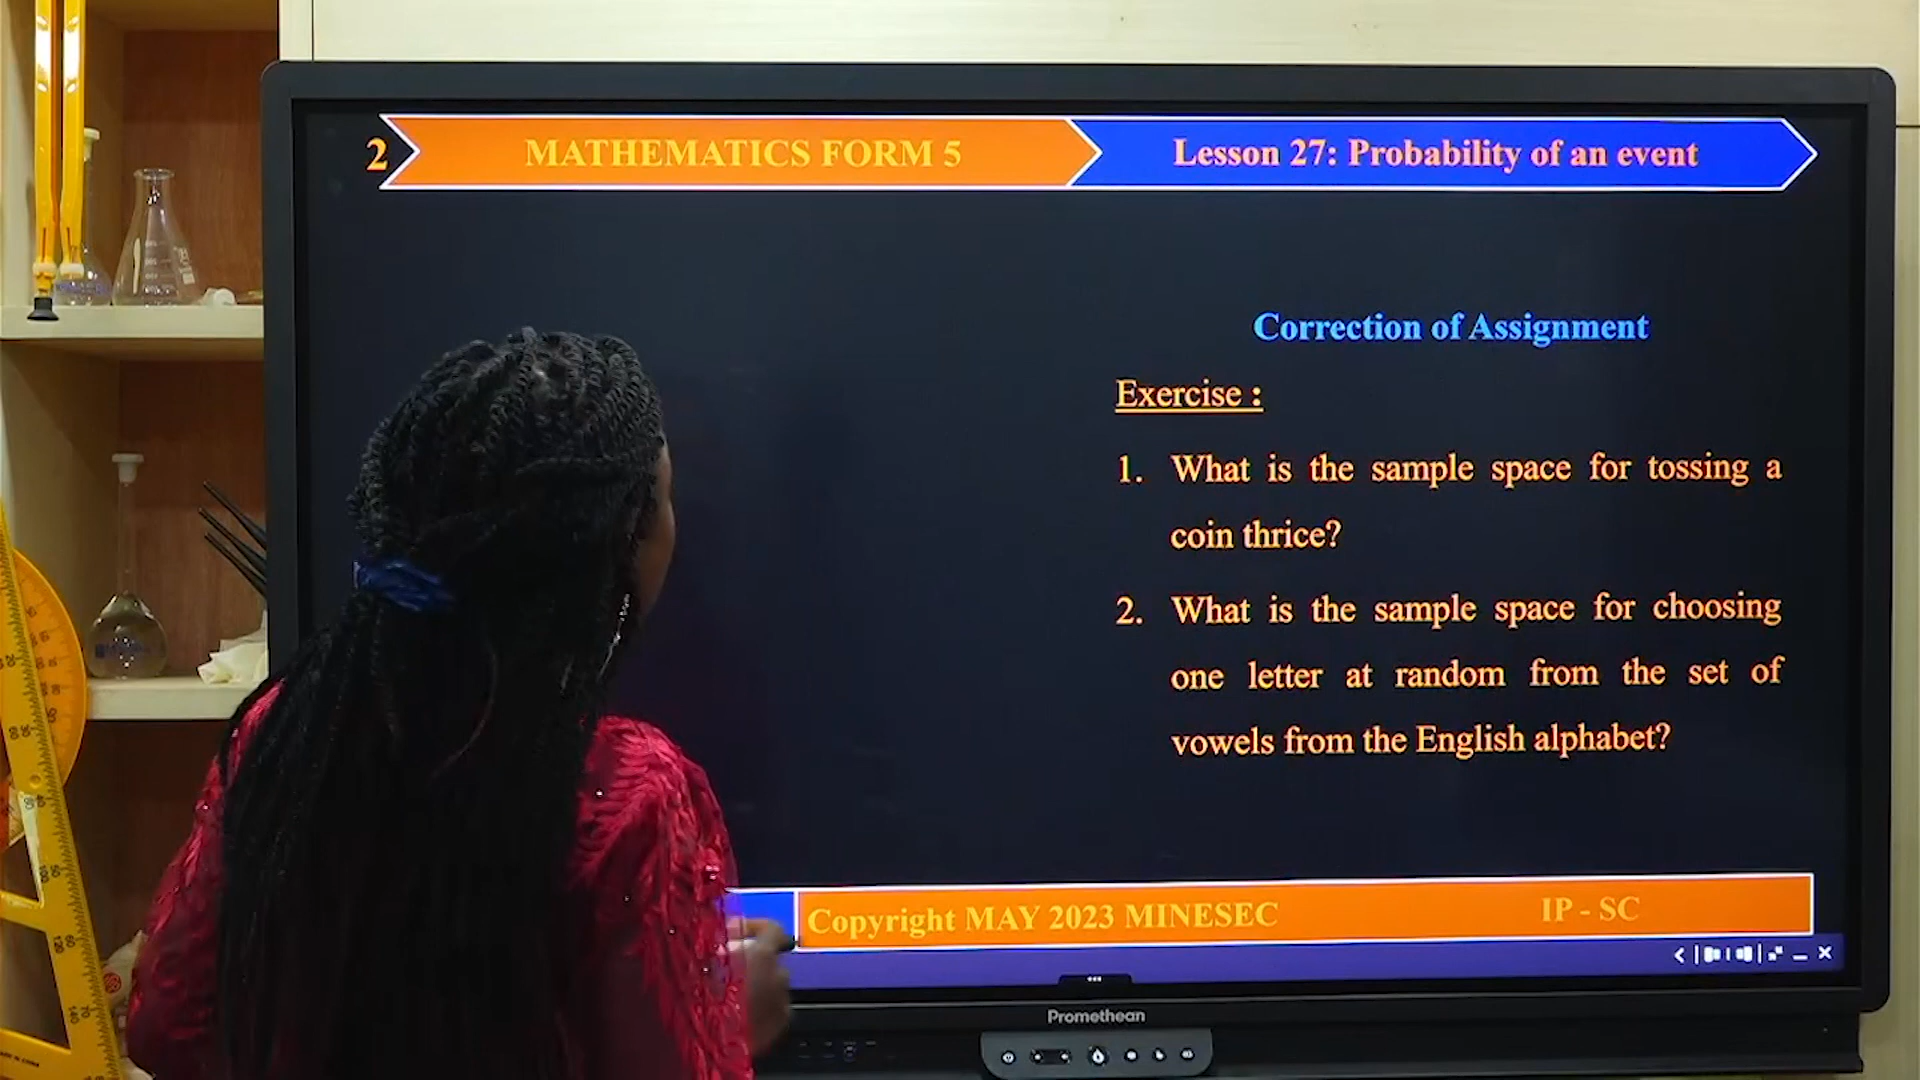 2
MATHEMATICS FORM 5
Lesson 27: Probability of an event
Correction of Assignment
Exercise :
1. What is the sample space for tossing a
coin thrice?
2. What is the sample space for choosing
one letter at random from the set of
vowels from the English alphabet?
Copyright MAY 2023 MINESEC
IP - SC
Promethean